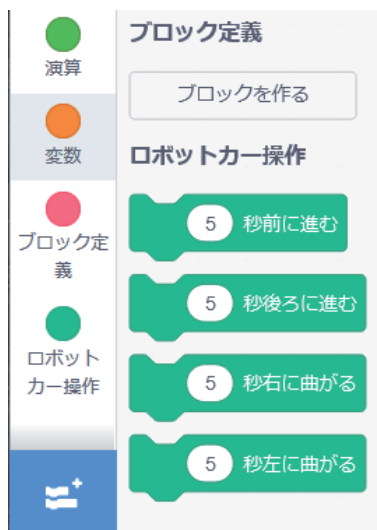 演算
変数
ブロック定
義
ロボット
カー操作
ブロック定義
ブロックを作る
ロボットカー操作
5 秒前に進む
5 秒後ろに進む
5 秒右に曲がる
5 秒左に曲がる